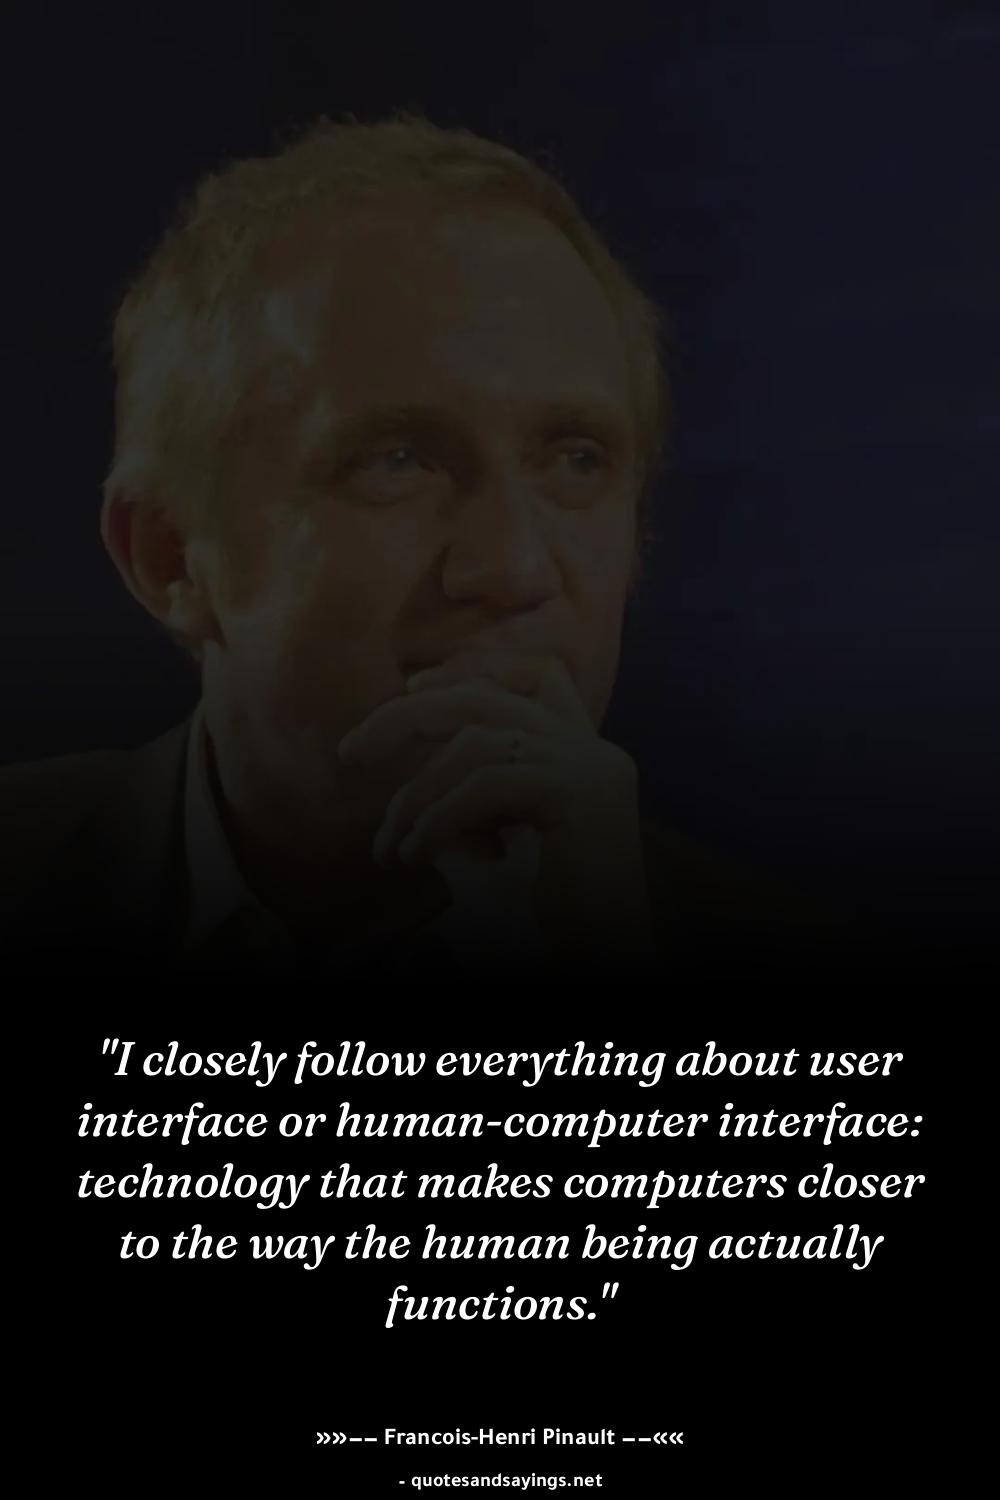 "I closely follow everything about user
interface or human-computer interface:
technology that makes computers closer
to the way the human being actually
functions."
»»−− Francois-Henri Pinault −−««
- quotesandsayings.net